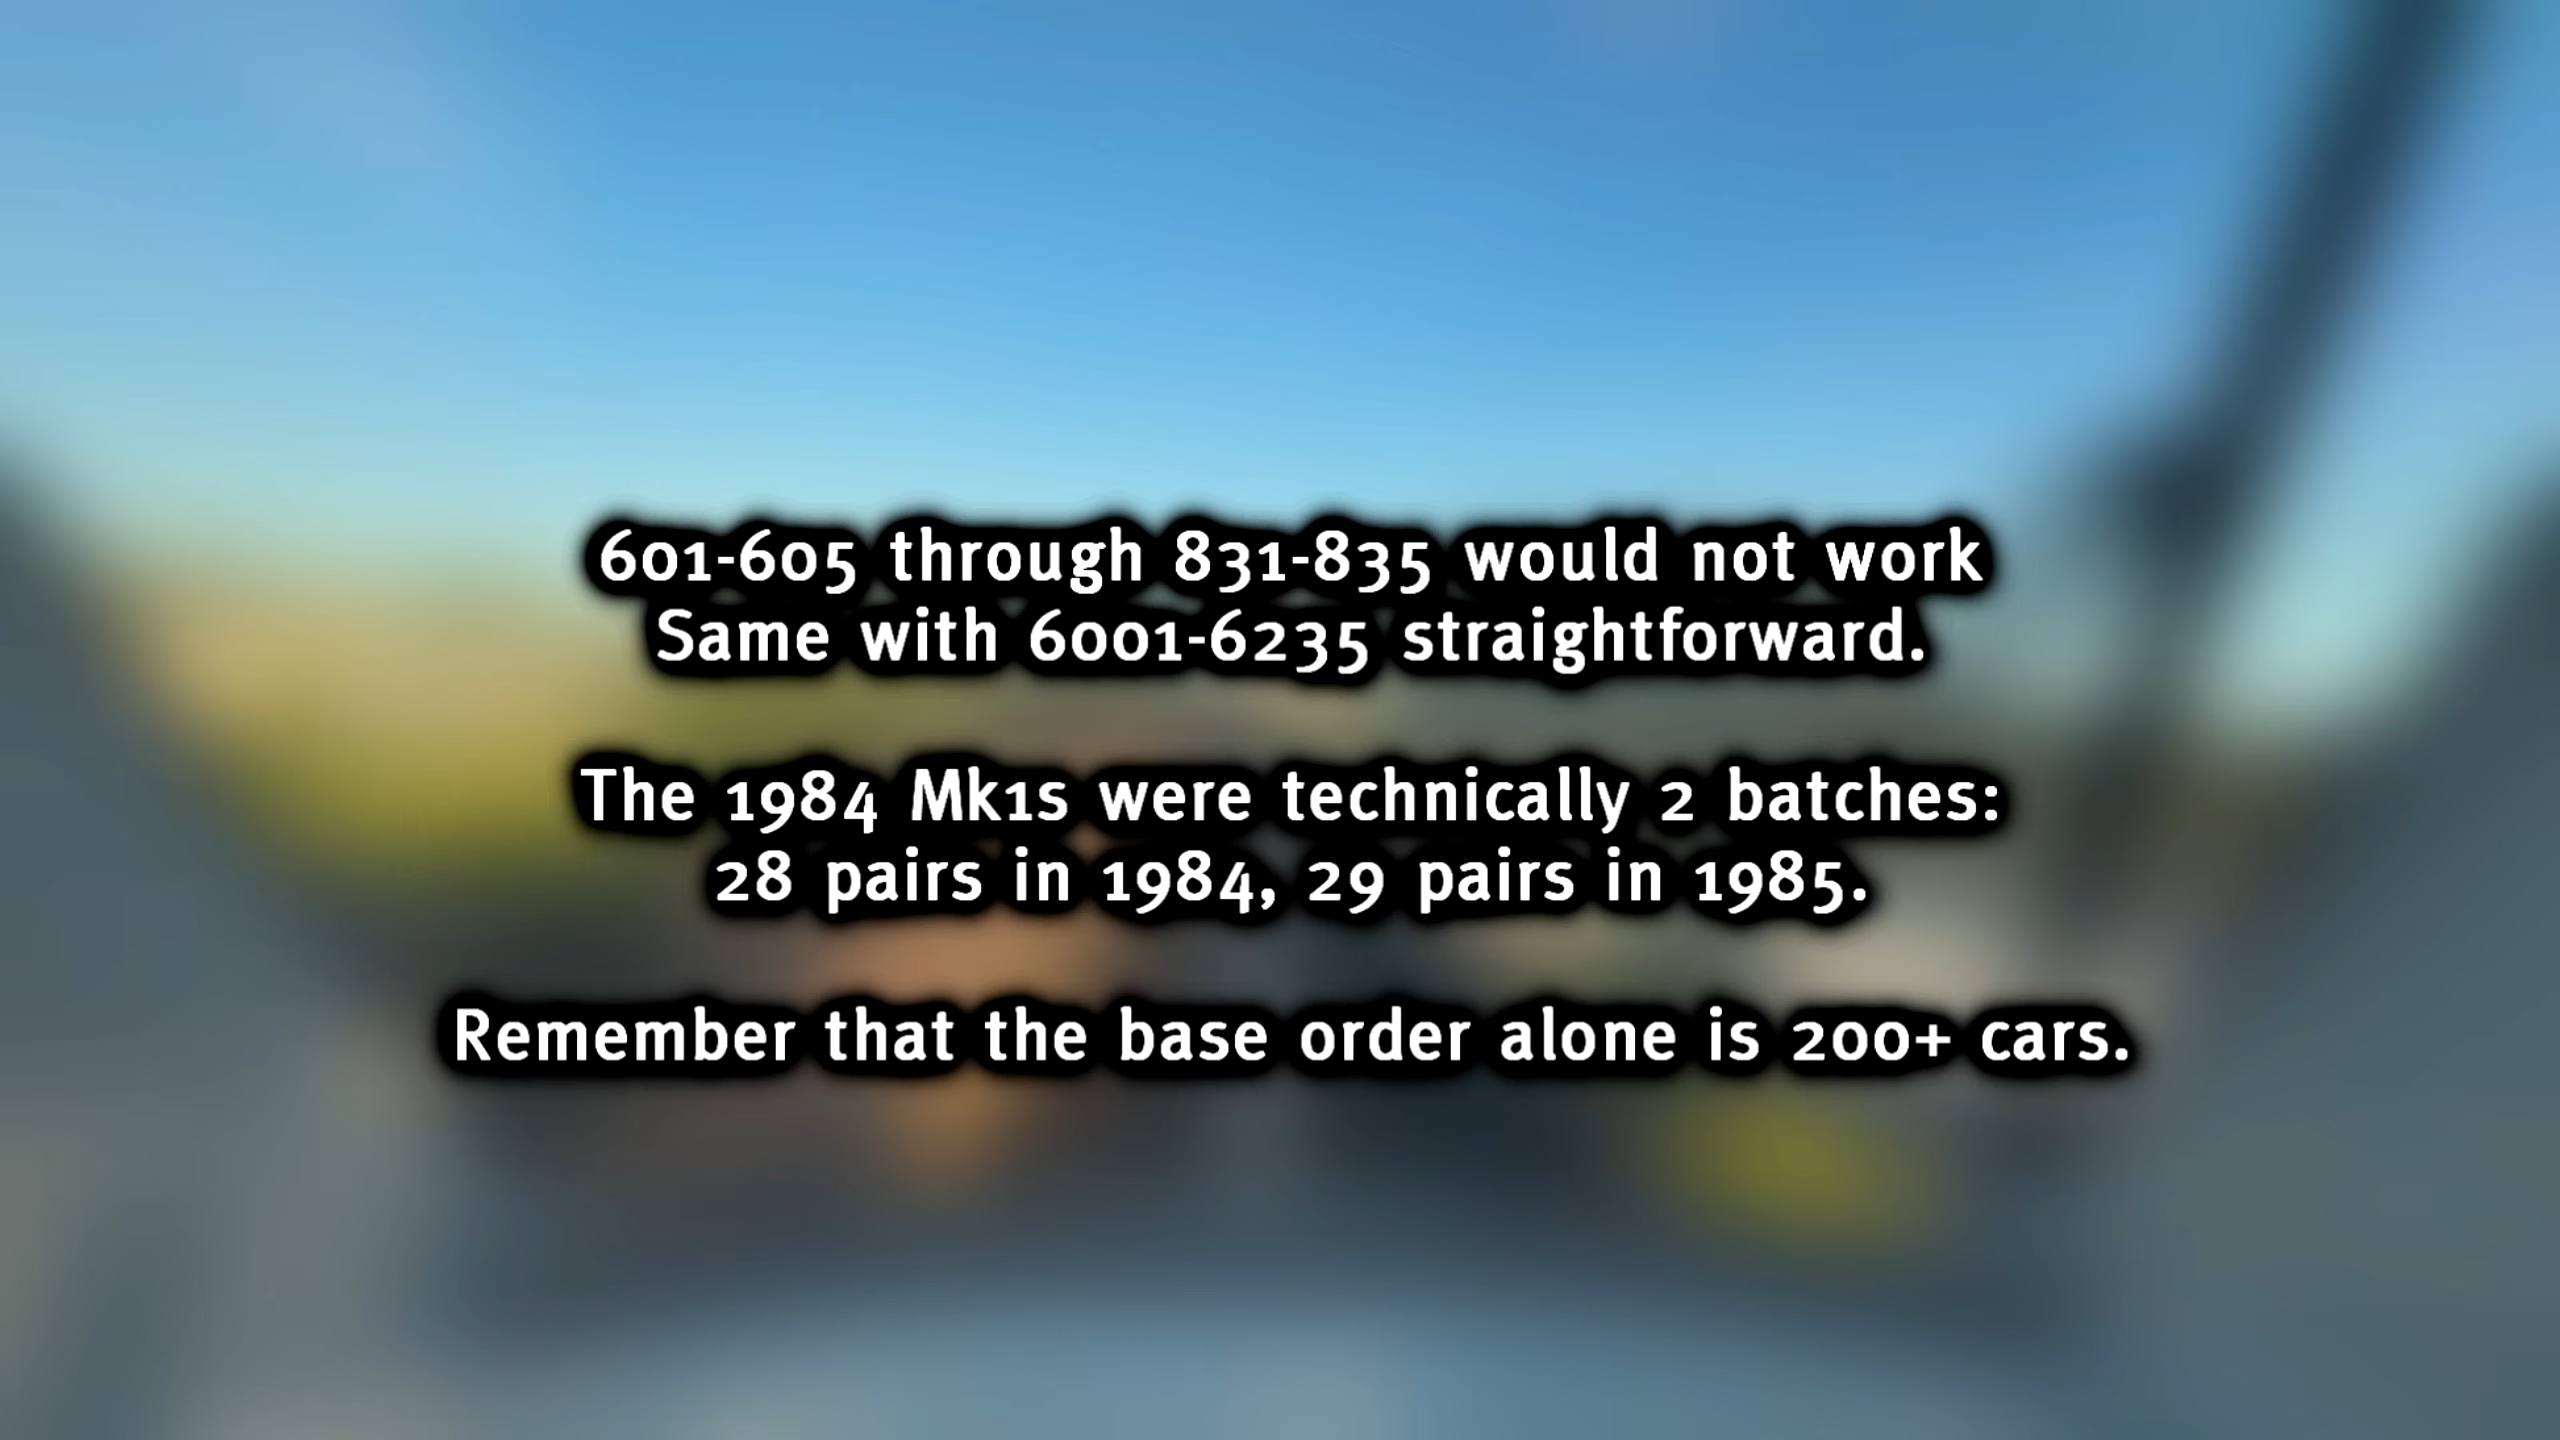 601-605 through 831-835 would not work
Same with 6001-6235 straightforward.
The 1984 Mk1s were technically 2 batches:
28 pairs in 1984, 29 pairs in 1985.
Remember that the base order alone is 200+ cars.